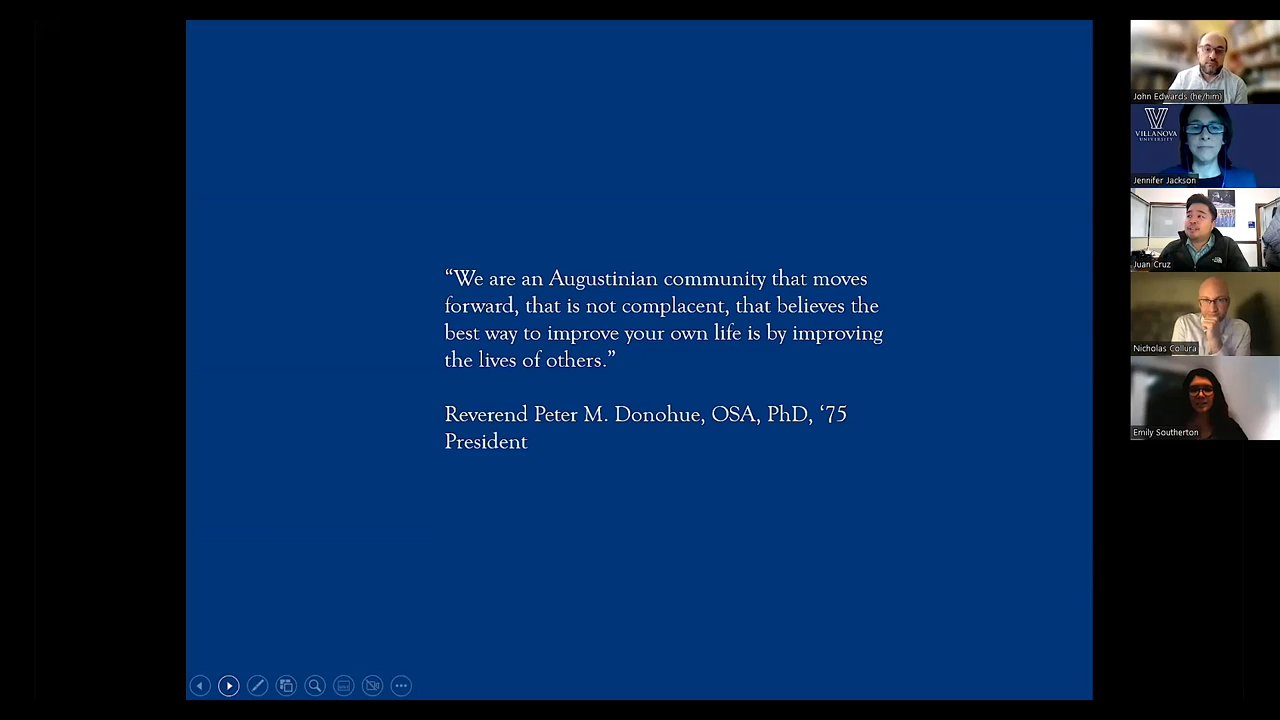 “We are an Augustinian community that moves
forward, that is not complacent, that believes the
best way to improve your own life is by improving
the lives of others.”
Reverend Peter M. Donohue, OSA, PhD, ‘75
President
John Edwards (he/him)
VILLANOVA
UNIVERSITY
Jennifer Jackson
Juan Cruz
Nicholas Collura
Emily Southerton